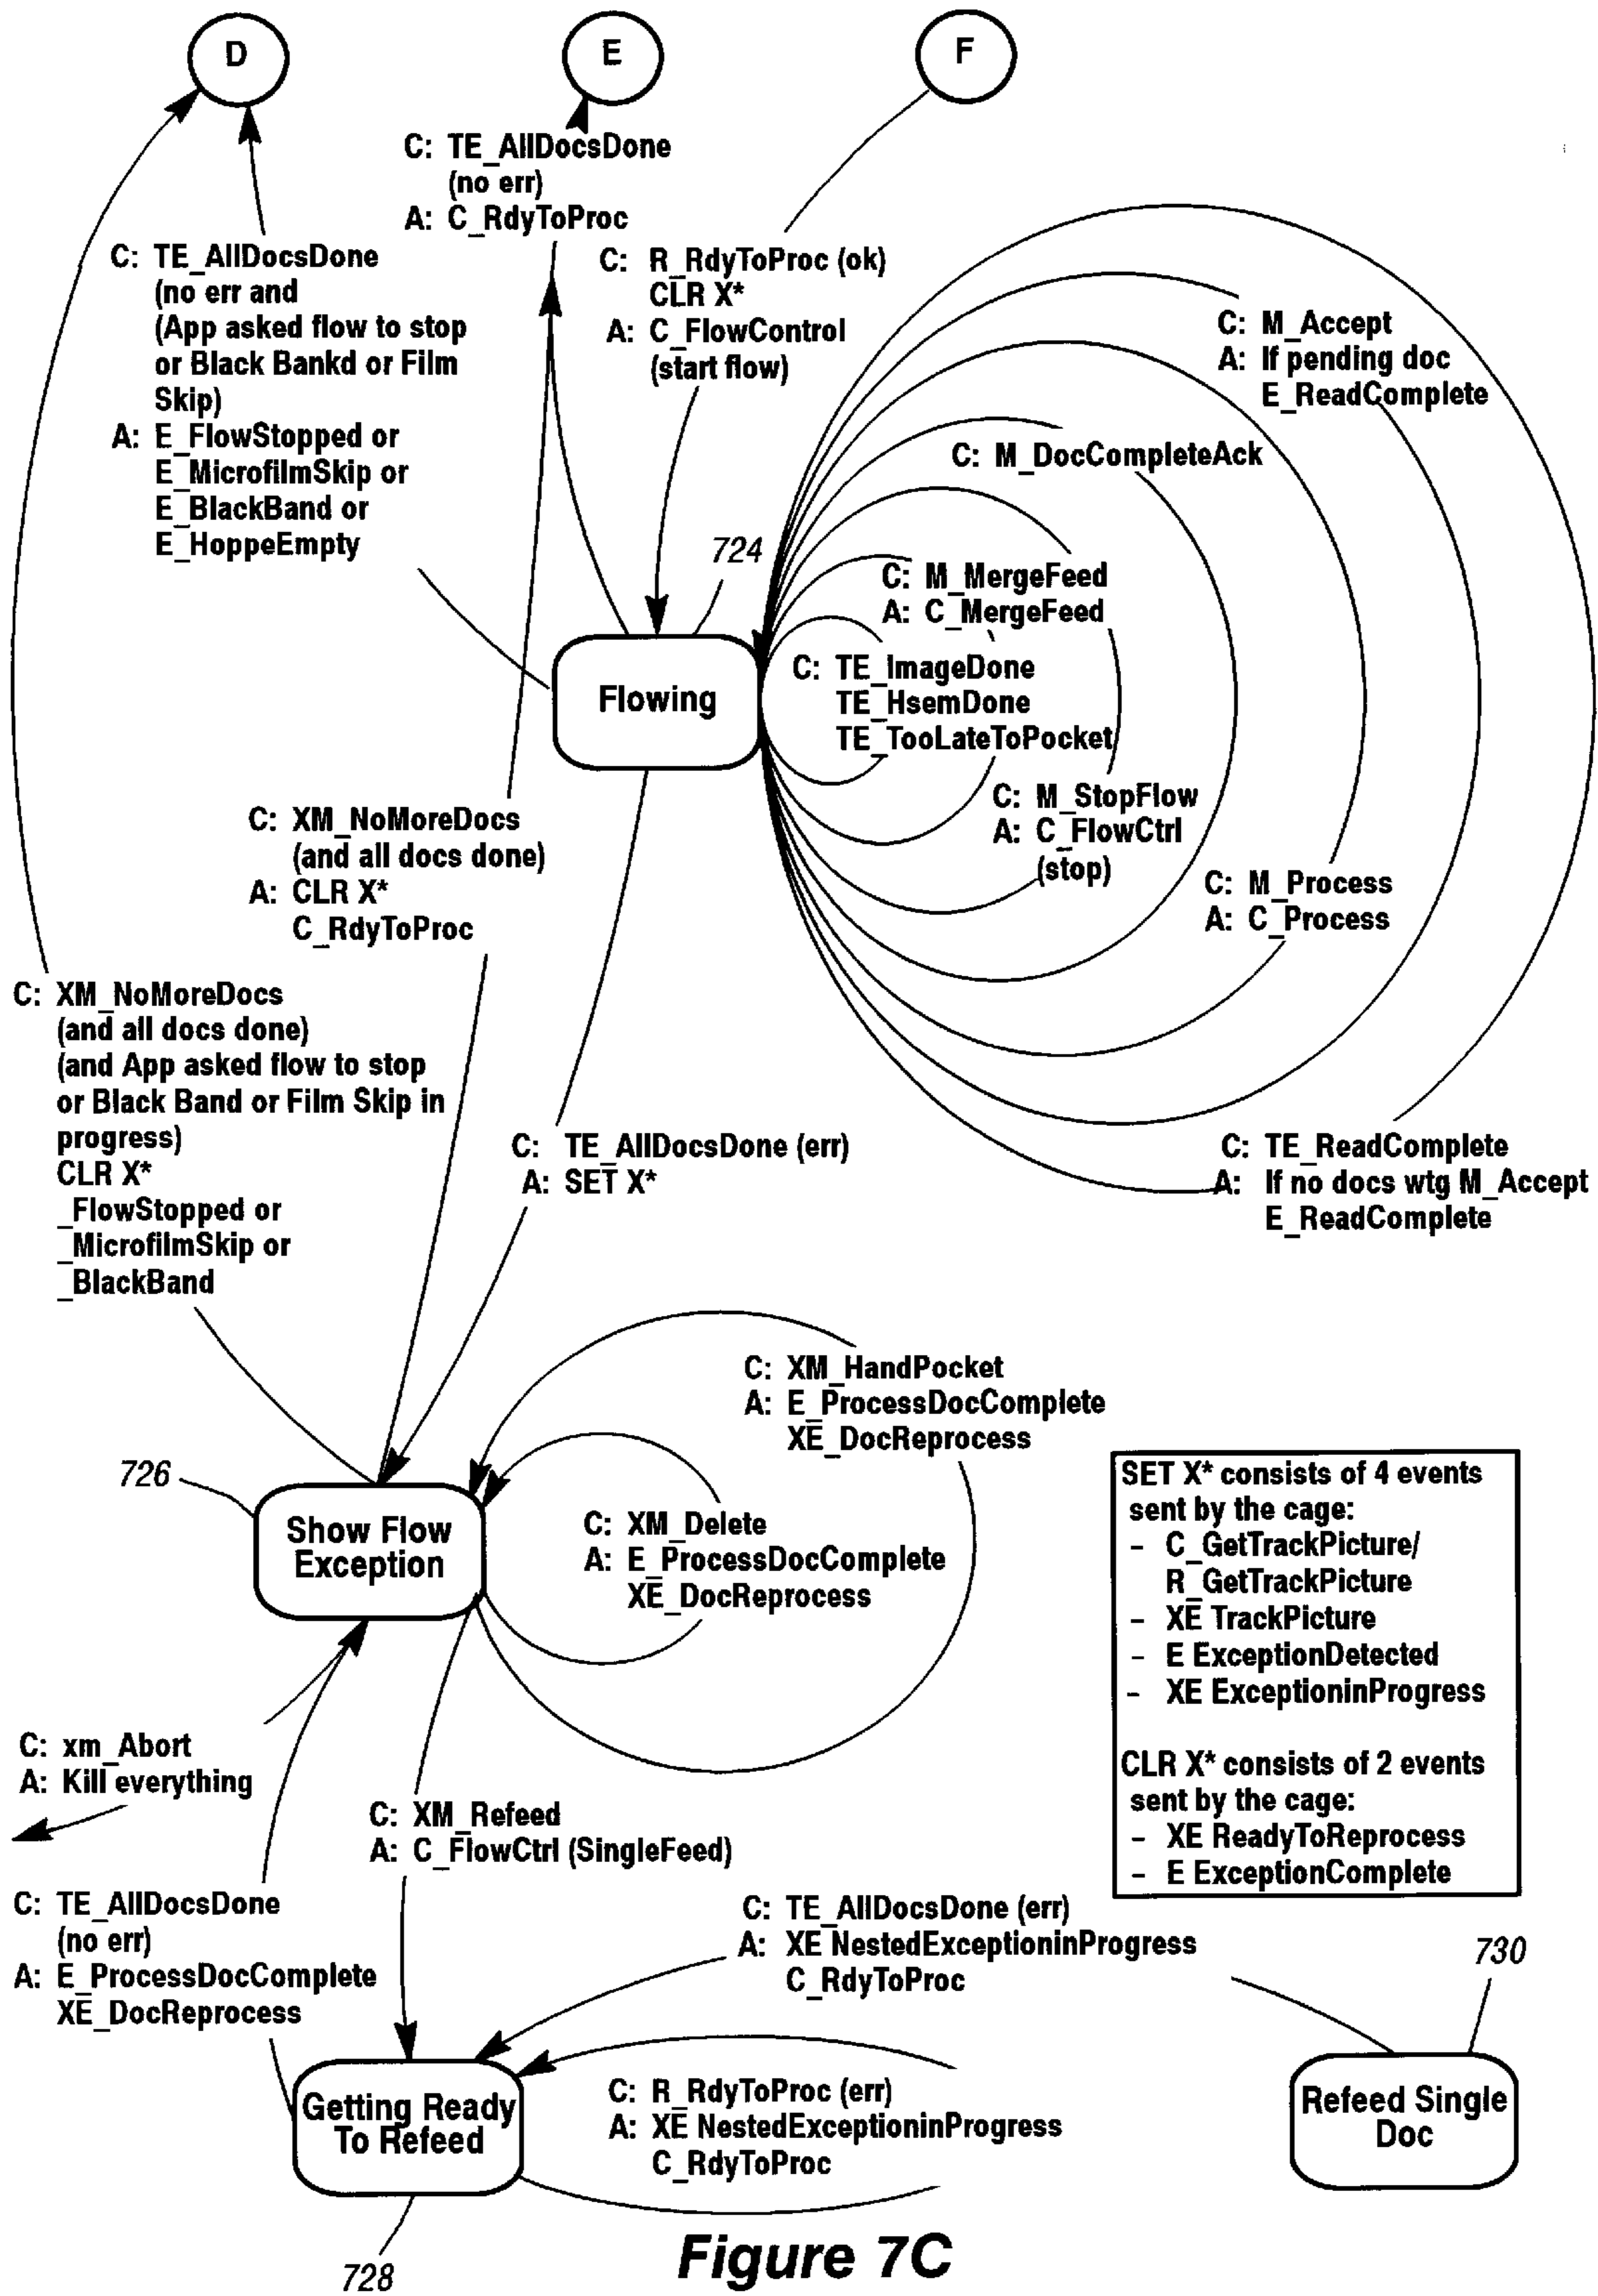 D
E
F
C: TE_AllDocsDone
(no err)
A: C_RdyToProc
C: TE_AllDocsDone
(no err and
(App asked flow to stop
or Black Bankd or Film
Skip)
A: E_FlowStopped or
E_MicrofilmSkip or
E_BlackBand or
E_HoppeEmpty
C: R_RdyToProc (ok)
CLR X*
A: C_FlowControl
(start flow)
C: M_Accept
A: If pending doc
E_ReadComplete
C: M_DocCompleteAck
724
C: M_MergeFeed
A: C_MergeFeed
Flowing
C: TE_ImageDone
TE_HsemDone
TE_TooLateToPocket
C: M_StopFlow
A: C_FlowCtrl
(stop)
C: M_Process
A: C_Process
C: XM_NoMoreDocs
(and all docs done)
A: CLR X*
C_RdyToProc
C: XM_NoMoreDocs
(and all docs done)
(and App asked flow to stop
or Black Band or Film Skip in
progress)
CLR X*
_FlowStopped or
_MicrofilmSkip or
_BlackBand
C: TE_AllDocsDone (err)
A: SET X*
C: TE_ReadComplete
A: If no docs wtg M_Accept
E_ReadComplete
C: XM_HandPocket
A: E_ProcessDocComplete
XE_DocReprocess
726
Show Flow
Exception
C: XM_Delete
A: E_ProcessDocComplete
XE_DocReprocess
SET X* consists of 4 events
sent by the cage:
- C_GetTrackPicture/
R_GetTrackPicture
- XE TrackPicture
- E ExceptionDetected
- XE ExceptioninProgress
CLR X* consists of 2 events
sent by the cage:
- XE ReadyToReprocess
- E ExceptionComplete
C: xm_Abort
A: Kill everything
C: XM_Refeed
A: C_FlowCtrl (SingleFeed)
C: TE_AllDocsDone
(no err)
A: E_ProcessDocComplete
XE_DocReprocess
C: TE_AllDocsDone (err)
A: XE NestedExceptioninProgress
C_RdyToProc
730
Getting Ready
To Refeed
C: R_RdyToProc (err)
A: XE NestedExceptioninProgress
C_RdyToProc
Refeed Single
Doc
728
Figure 7C